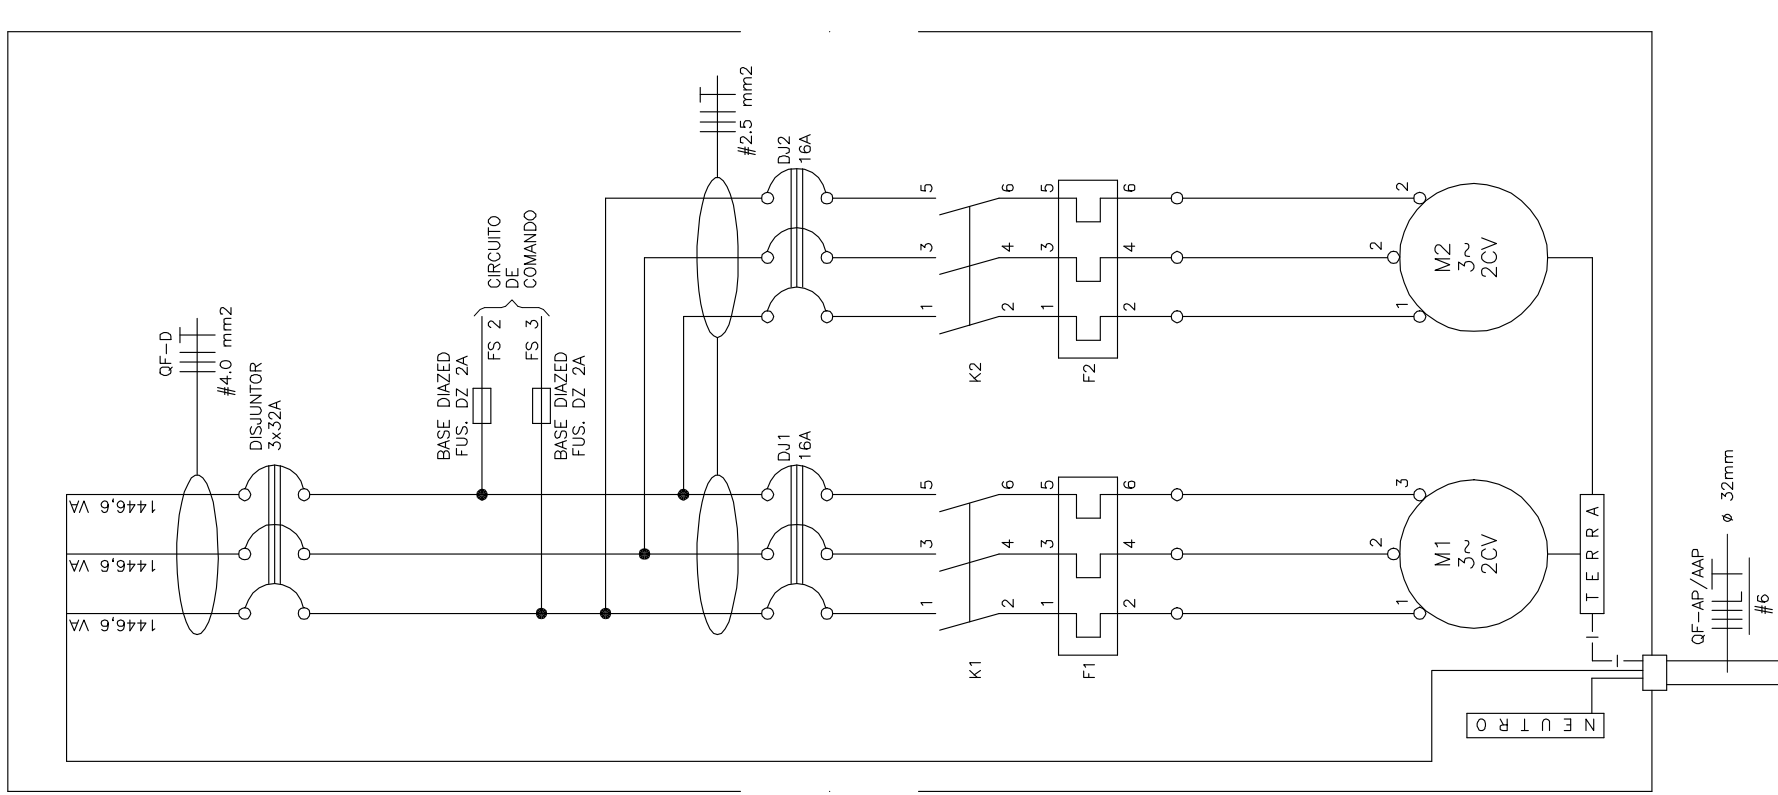 QF-D
#4.0 mm2
DISJUNTOR
3x32A
1446,6 VA
1446,6 VA
1446,6 VA
BASE DIAZED
FUS. DZ 2A
FS 2
FS 3
BASE DIAZED
FUS. DZ 2A
CIRCUITO
DE
COMANDO
#2.5 mm2
DJ2
16A
5
3
1
6
4
2
K2
5
3
1
6
4
2
F2
2
2
1
M2
3~
2CV
DJ1
16A
5
3
1
6
4
2
K1
5
3
1
6
4
2
F1
3
2
1
M1
3~
2CV
TERRA
NEUTRO
QF-AP/AAP
#6
ø 32mm